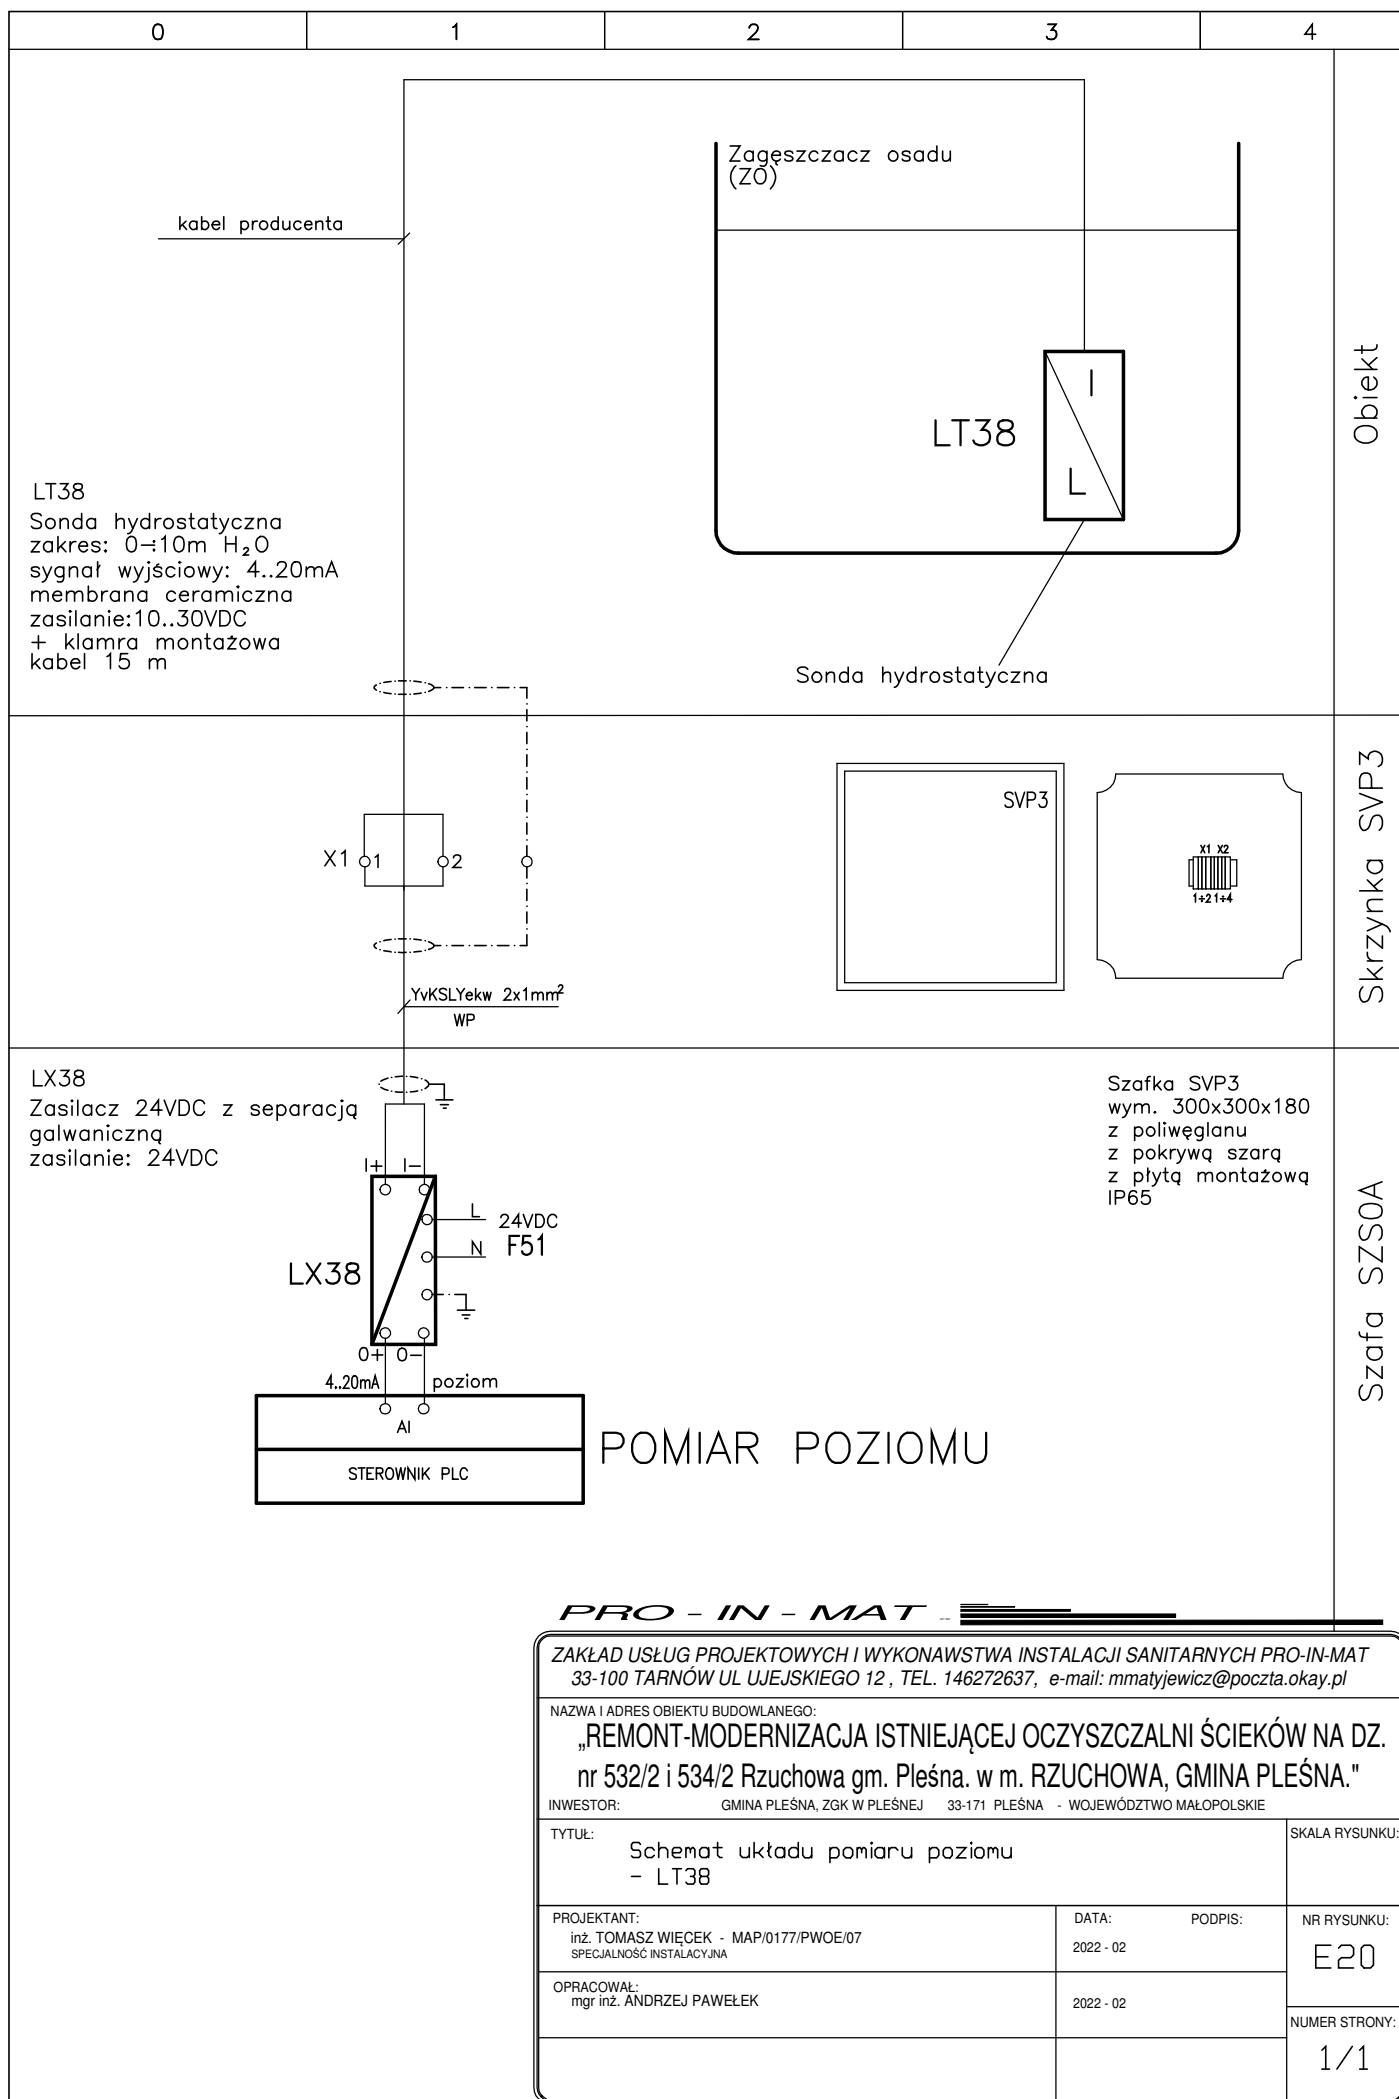 0 1 2 3 4
Zagęszczacz osadu
(ZO)
kabel producenta
I
L
LT38
Obiekt
LT38
Sonda hydrostatyczna
zakres: 0÷10m H₂O
sygnał wyjściowy: 4..20mA
membrana ceramiczna
zasilanie:10..30VDC
+ klamra montażowa
kabel 15 m
Sonda hydrostatyczna
SVP3
X1 1 2
X1 X2
1÷2 1÷4
Skrzynka SVP3
YvKSLYekw 2x1mm²
WP
LX38
Zasilacz 24VDC z separacją
galwaniczną
zasilanie: 24VDC
Szafka SVP3
wym. 300x300x180
z poliwęglanu
z pokrywą szarą
z płytą montażową
IP65
I+ I-
L 24VDC
N F51
LX38
O+ O-
4..20mA poziom
AI
STEROWNIK PLC
POMIAR POZIOMU
Szafa SZS0A
PRO - IN - MAT
ZAKŁAD USŁUG PROJEKTOWYCH I WYKONAWSTWA INSTALACJI SANITARNYCH PRO-IN-MAT
33-100 TARNÓW UL UJEJSKIEGO 12 , TEL. 146272637, e-mail: mmatyjewicz@poczta.okay.pl
NAZWA I ADRES OBIEKTU BUDOWLANEGO:
„REMONT-MODERNIZACJA ISTNIEJĄCEJ OCZYSZCZALNI ŚCIEKÓW NA DZ.
nr 532/2 i 534/2 Rzuchowa gm. Pleśna. w m. RZUCHOWA, GMINA PLEŚNA."
INWESTOR: GMINA PLEŚNA, ZGK W PLEŚNEJ 33-171 PLEŚNA - WOJEWÓDZTWO MAŁOPOLSKIE
TYTUŁ:
Schemat układu pomiaru poziomu
- LT38
SKALA RYSUNKU:
PROJEKTANT:
inż. TOMASZ WIĘCEK - MAP/0177/PWOE/07
SPECJALNOŚĆ INSTALACYJNA
DATA: PODPIS:
2022 - 02
NR RYSUNKU:
E20
OPRACOWAŁ:
mgr inż. ANDRZEJ PAWEŁEK
2022 - 02
NUMER STRONY:
1/1